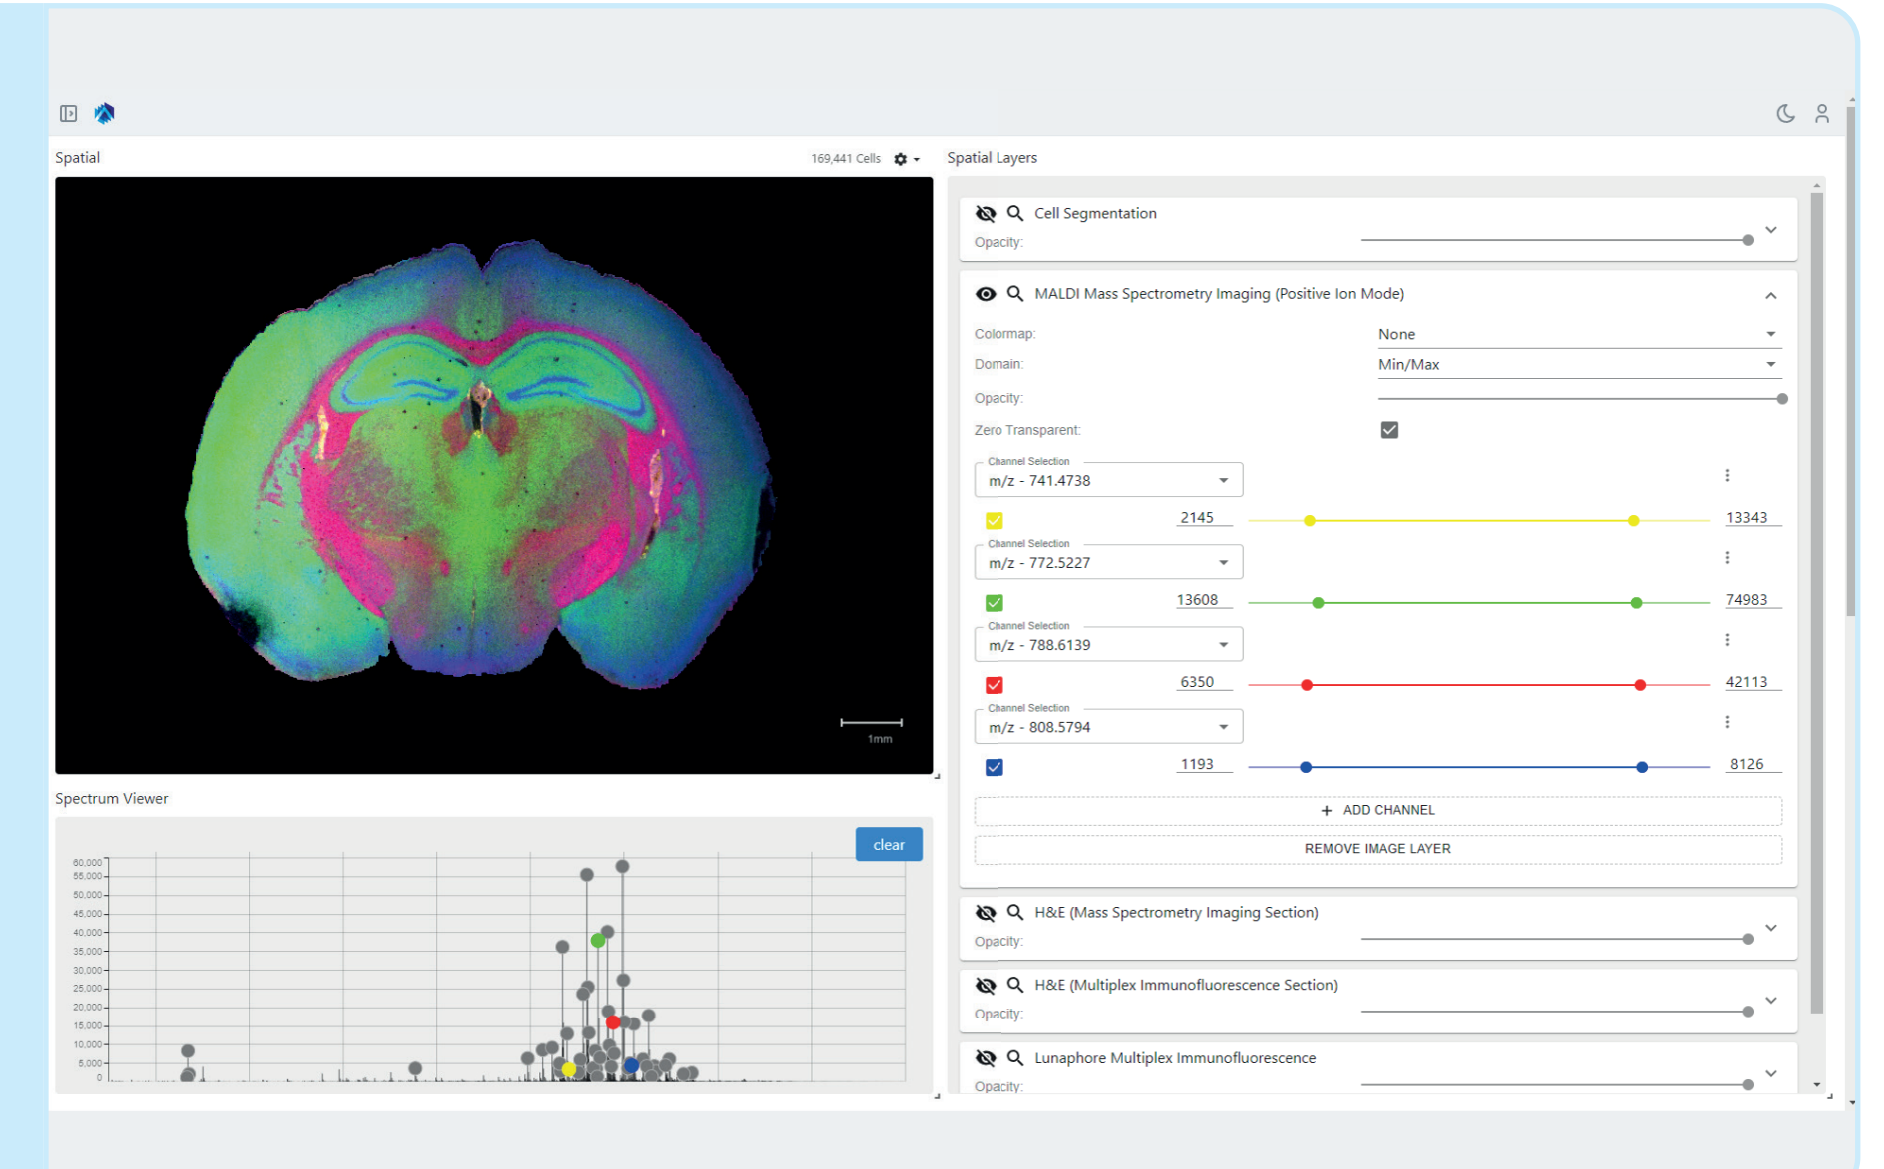 Spatial
169,441 Cells
1mm
Spectrum Viewer
clear
60,000
55,000
50,000
45,000
40,000
35,000
30,000
25,000
20,000
15,000
10,000
5,000
0
Spatial Layers
Cell Segmentation
Opacity:
MALDI Mass Spectrometry Imaging (Positive Ion Mode)
Colormap: None
Domain: Min/Max
Opacity:
Zero Transparent:
Channel Selection
m/z - 741.4738
2145 13343
Channel Selection
m/z - 772.5227
13608 74983
Channel Selection
m/z - 788.6139
6350 42113
Channel Selection
m/z - 808.5794
1193 8126
+ ADD CHANNEL
REMOVE IMAGE LAYER
H&E (Mass Spectrometry Imaging Section)
Opacity:
H&E (Multiplex Immunofluorescence Section)
Opacity:
Lunaphore Multiplex Immunofluorescence
Opacity: